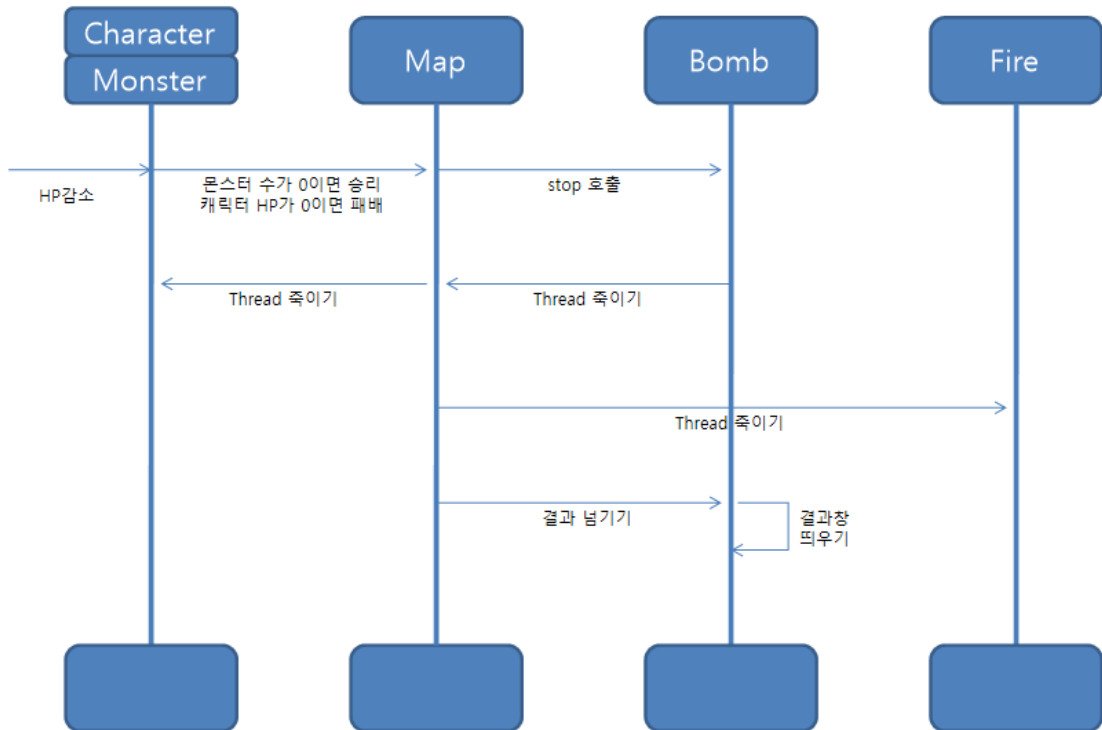 Character
Monster
Map
Bomb
Fire
HP감소
몬스터 수가 0이면 승리
캐릭터 HP가 0이면 패배
stop 호출
Thread 죽이기
Thread 죽이기
Thread 죽이기
결과 넘기기
결과창
띄우기